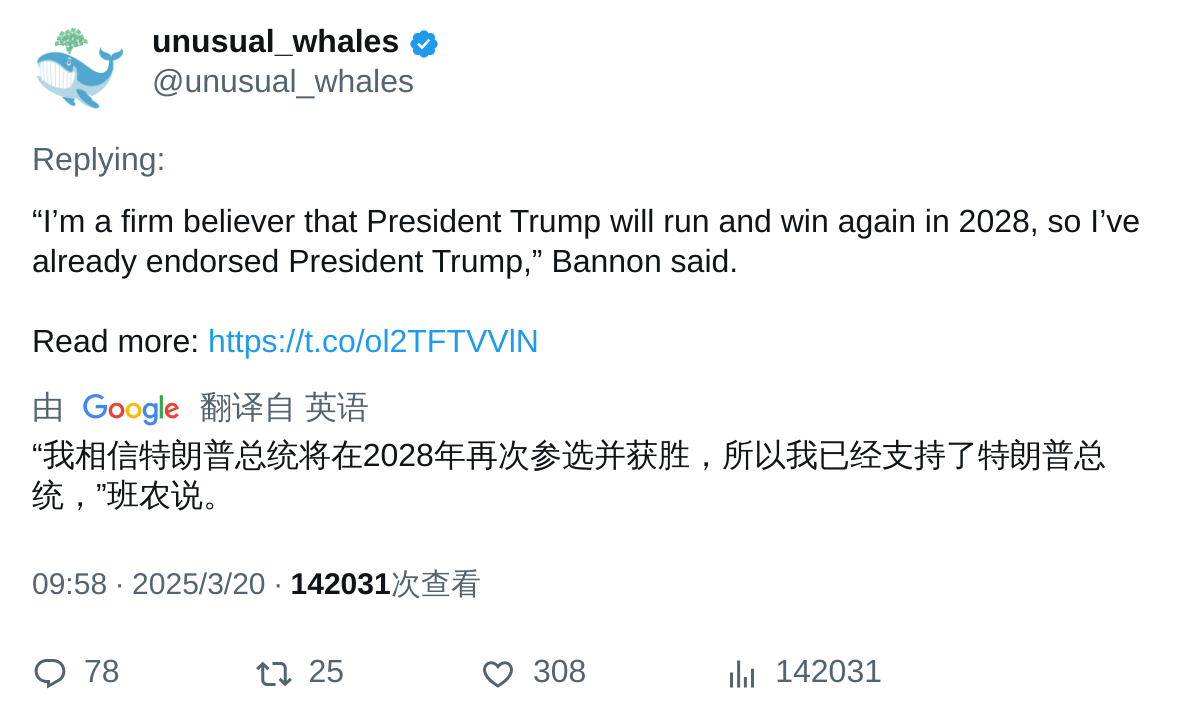 unusual_whales
@unusual_whales
Replying:
“I’m a firm believer that President Trump will run and win again in 2028, so I’ve
already endorsed President Trump,” Bannon said.
Read more: https://t.co/ol2TFTVVlN
由 Google 翻译自 英语
“我相信特朗普总统将在2028年再次参选并获胜，所以我已经支持了特朗普总
统，”班农说。
09:58 · 2025/3/20 · 142031次查看
78 25 308 142031